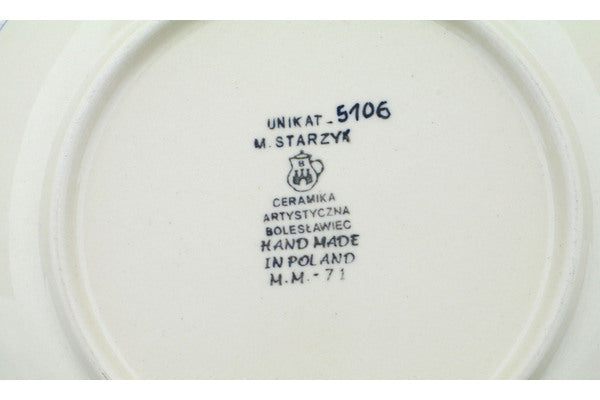 UNIKAT - 5106
M. STARZYK
CERAMIKA
ARTYSTYCZNA
BOLESŁAWIEC
HAND MADE
IN POLAND
M.M. - 71